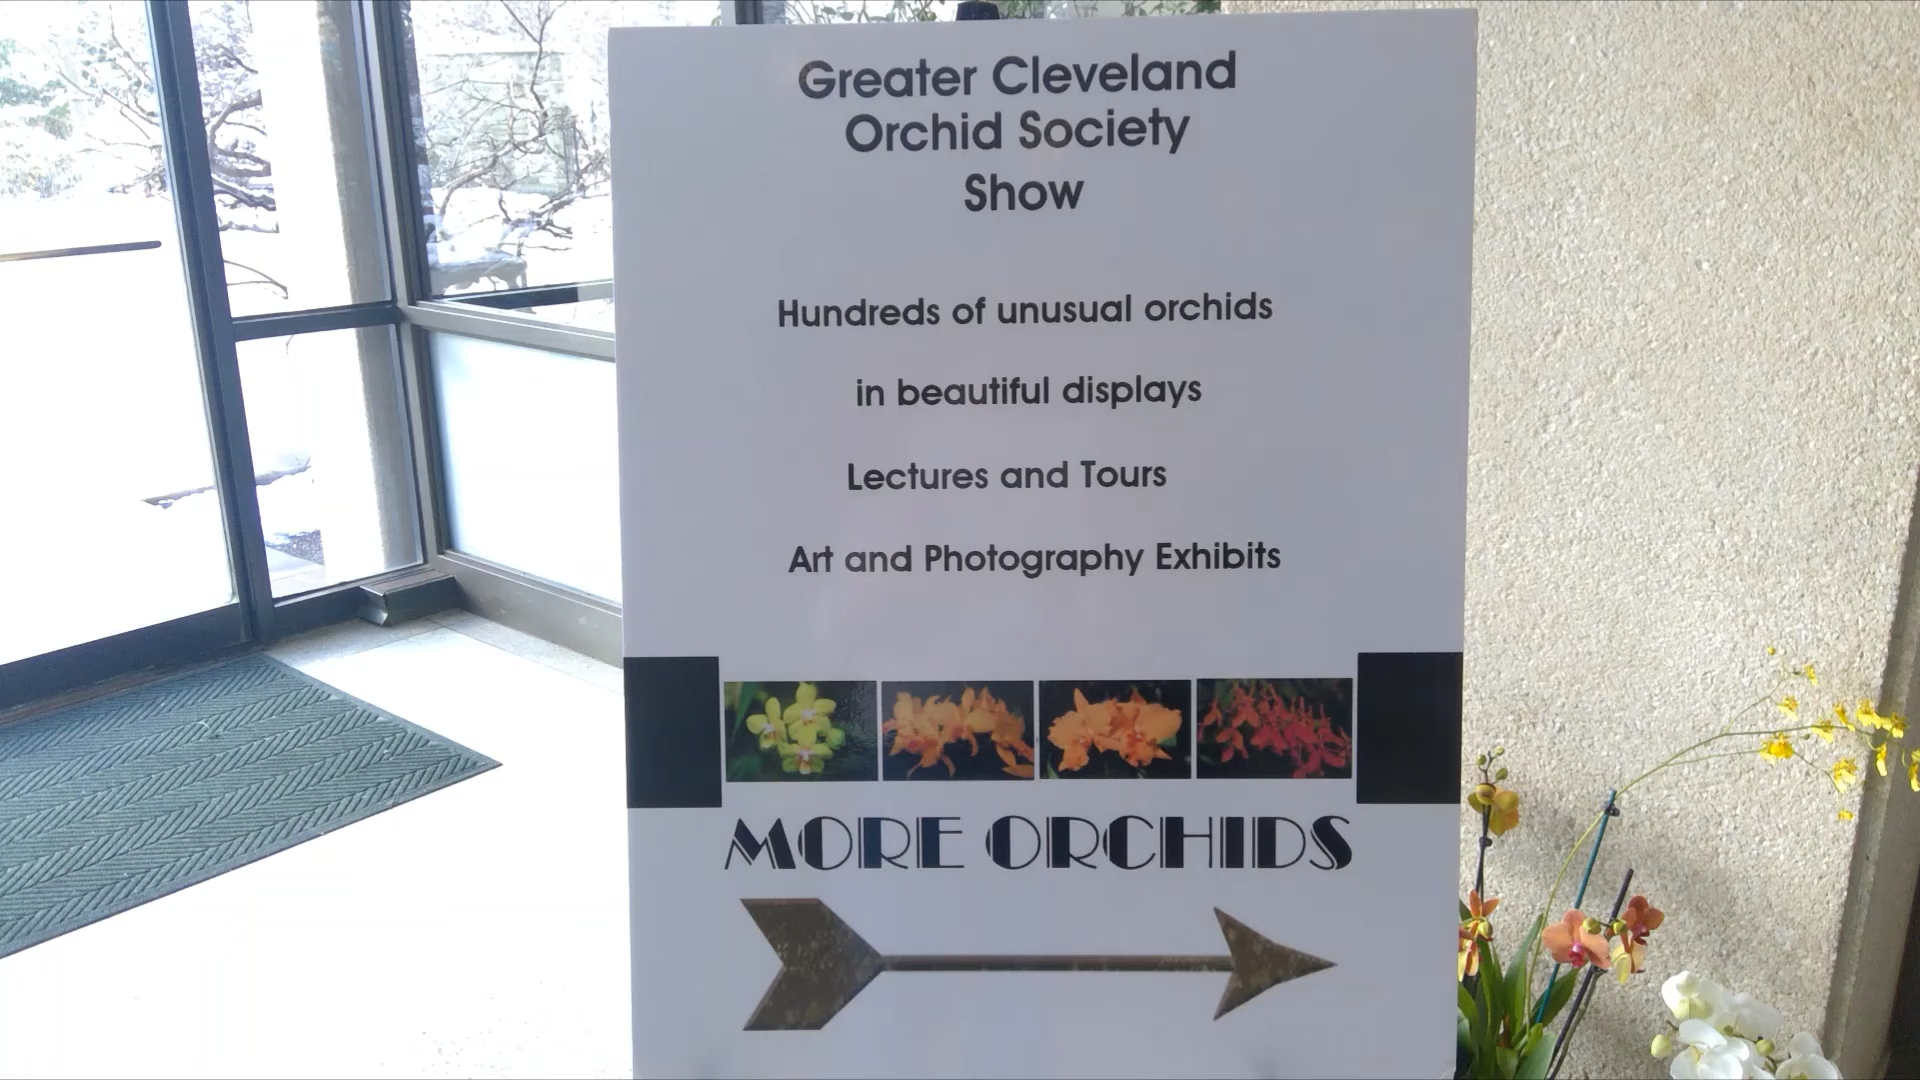 Greater Cleveland
Orchid Society
Show
Hundreds of unusual orchids
in beautiful displays
Lectures and Tours
Art and Photography Exhibits
MORE ORCHIDS